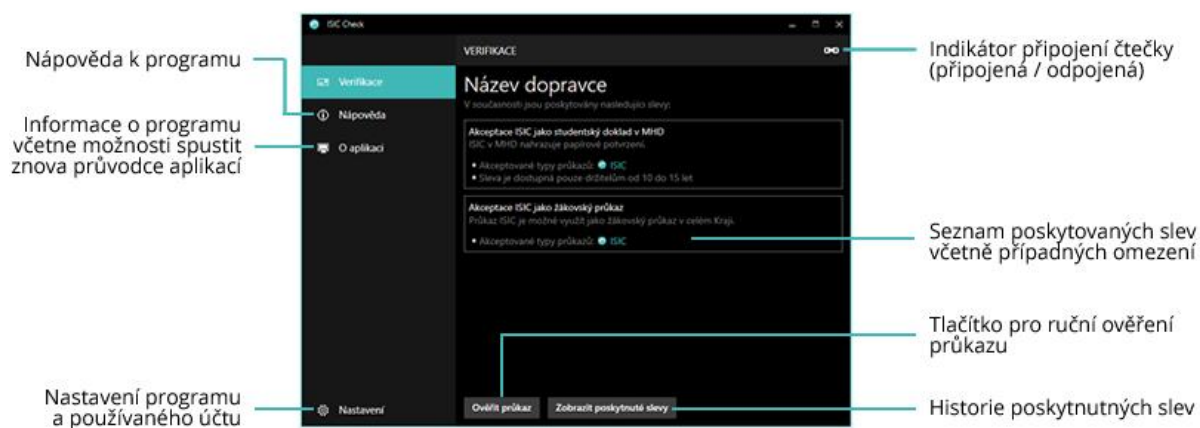 Nápověda k programu
Informace o programu
včetne možnosti spustit
znova průvodce aplikací
Nastavení programu
a používaného účtu
ISIC Check
VERIFIKACE
Verifikace
Nápověda
O aplikaci
Nastavení
Název dopravce
V současnosti jsou poskytovány nasledujici slevy:
Akceptace ISIC jako studentský doklad v MHD
ISIC v MHD nahrazuje papírové potvrzení.
• Akceptované typy průkazů: ISIC
• Sleva je dostupná pouze držitelům od 10 do 15 let
Akceptace ISIC jako žákovský průkaz
Průkaz ISIC je možné využít jako žákovský průkaz v celém Kraji.
• Akceptované typy průkazů: ISIC
Ověřit průkaz
Zobrazit poskytnuté slevy
Indikátor připojení čtečky
(připojená / odpojená)
Seznam poskytovaných slev
včetně případných omezení
Tlačítko pro ruční ověření
průkazu
Historie poskytnutných slev